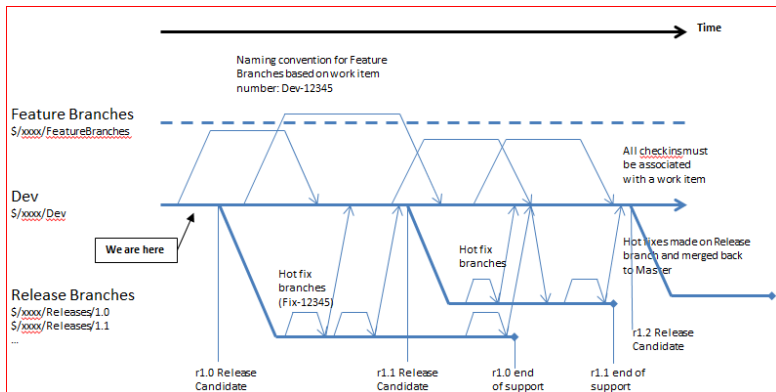 Time
Naming convention for Feature
Branches based on work item
number: Dev-12345
Feature Branches
$/xxxx/FeatureBranches
All checkinsmust
be associated
with a work item
Dev
$/xxxx/Dev
We are here
Hot fix
branches
(Fix-12345)
Hot fix
branches
Hot fixes made on Release
branch and merged back
to Master
Release Branches
$/xxxx/Releases/1.0
$/xxxx/Releases/1.1
...
r1.2 Release
Candidate
r1.0 Release
Candidate
r1.1 Release
Candidate
r1.0 end
of support
r1.1 end of
support